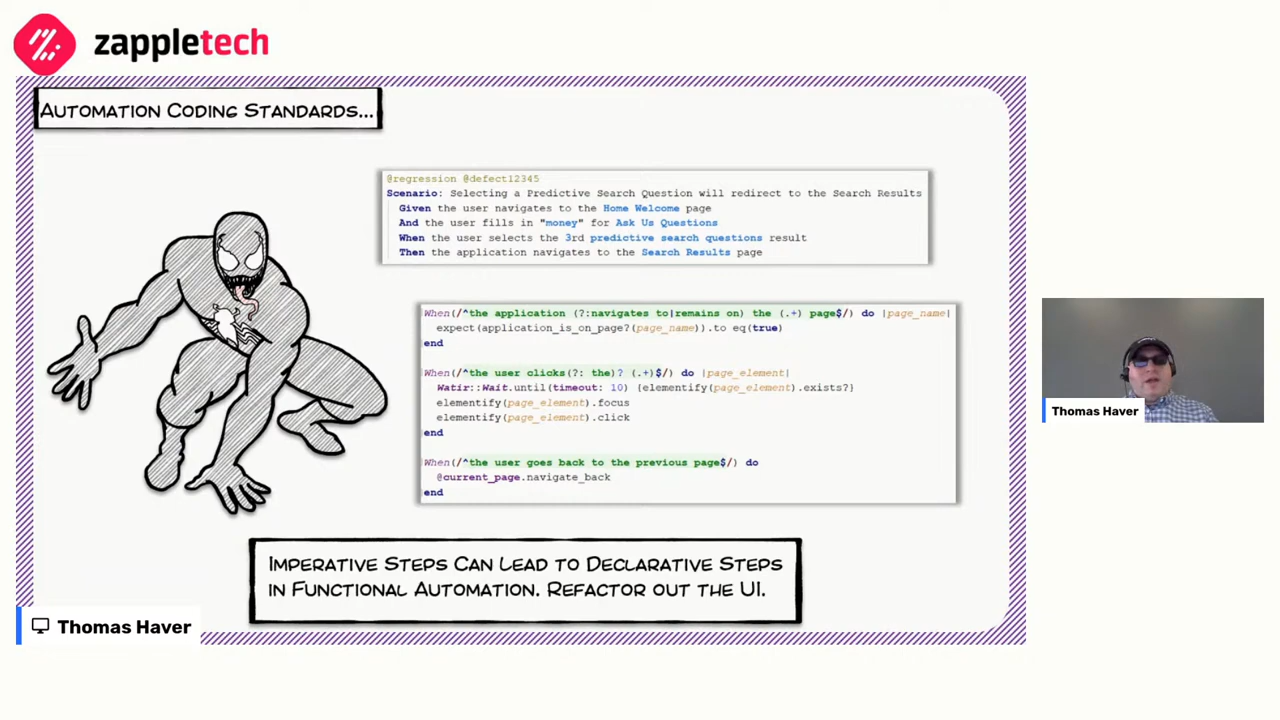 zappletech
AUTOMATION CODING STANDARDS...
@regression @defect12345
Scenario: Selecting a Predictive Search Question will redirect to the Search Results
Given the user navigates to the Home Welcome page
And the user fills in "money" for Ask Us Questions
When the user selects the 3rd predictive search questions result
Then the application navigates to the Search Results page
When(/^the application (?:navigates to|remains on) the (.+) page$/) do |page_name|
expect(application_is_on_page?(page_name)).to eq(true)
end
When(/^the user clicks(?: the)? (.+)$/) do |page_element|
Watir::Wait.until(timeout: 10) {elementify(page_element).exists?}
elementify(page_element).focus
elementify(page_element).click
end
When(/^the user goes back to the previous page$/) do
@current_page.navigate_back
end
IMPERATIVE STEPS CAN LEAD TO DECLARATIVE STEPS
IN FUNCTIONAL AUTOMATION. REFACTOR OUT THE UI.
Thomas Haver
Thomas Haver